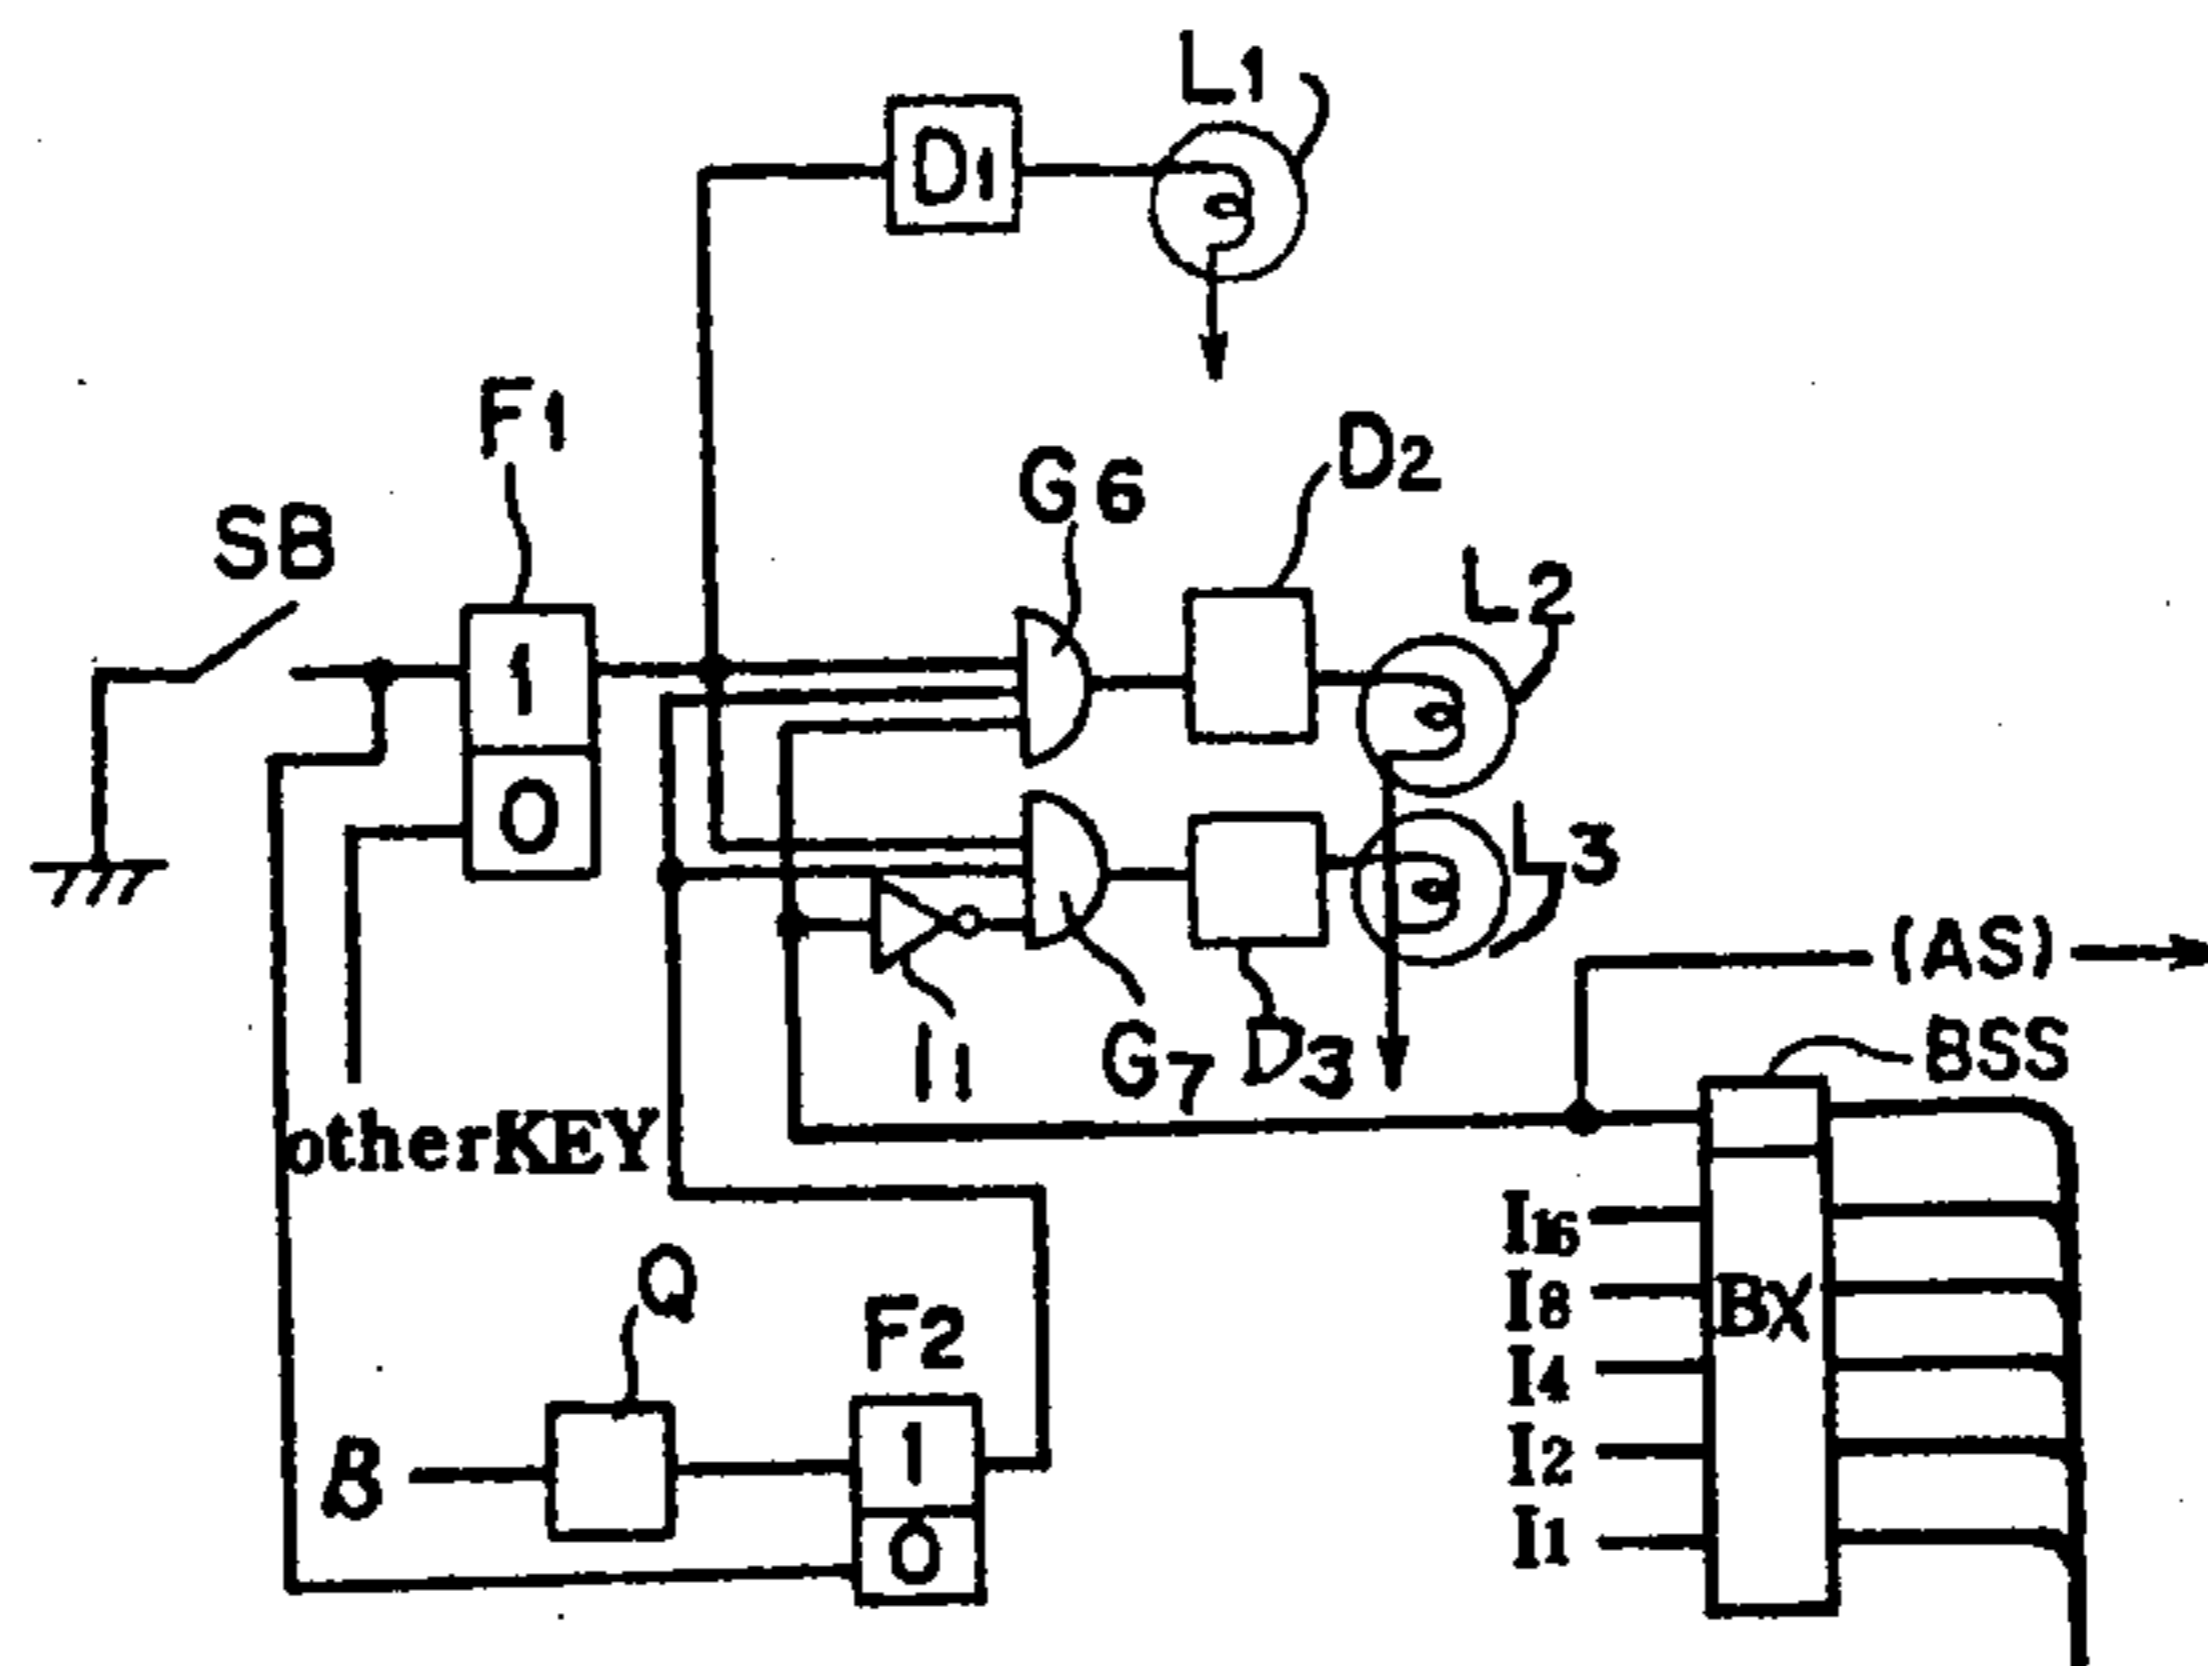 L1
D1
F1
G6
D2
SB
L2
1
0
L3
(AS)
I1
G7
D3
BSS
otherKEY
I16
Q
F2
I8
BX
I4
1
I2
0
I1